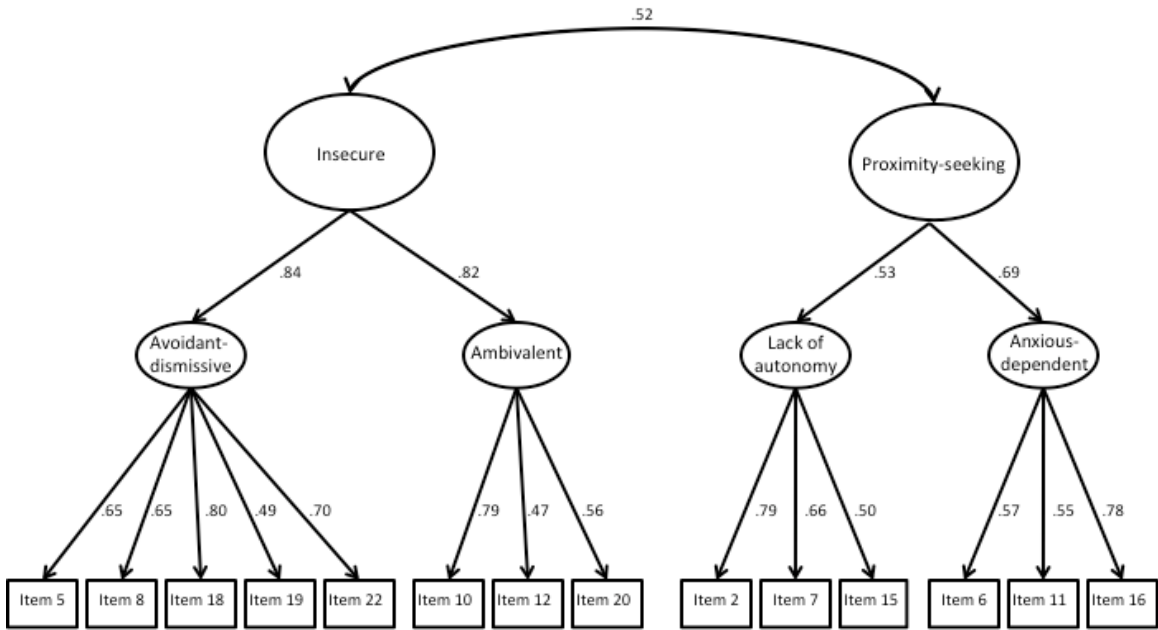 .52
Insecure
Proximity-seeking
.84
.82
.53
.69
Avoidant-
dismissive
Ambivalent
Lack of
autonomy
Anxious-
dependent
.65
.65
.80
.49
.70
.79
.47
.56
.79
.66
.50
.57
.55
.78
Item 5
Item 8
Item 18
Item 19
Item 22
Item 10
Item 12
Item 20
Item 2
Item 7
Item 15
Item 6
Item 11
Item 16